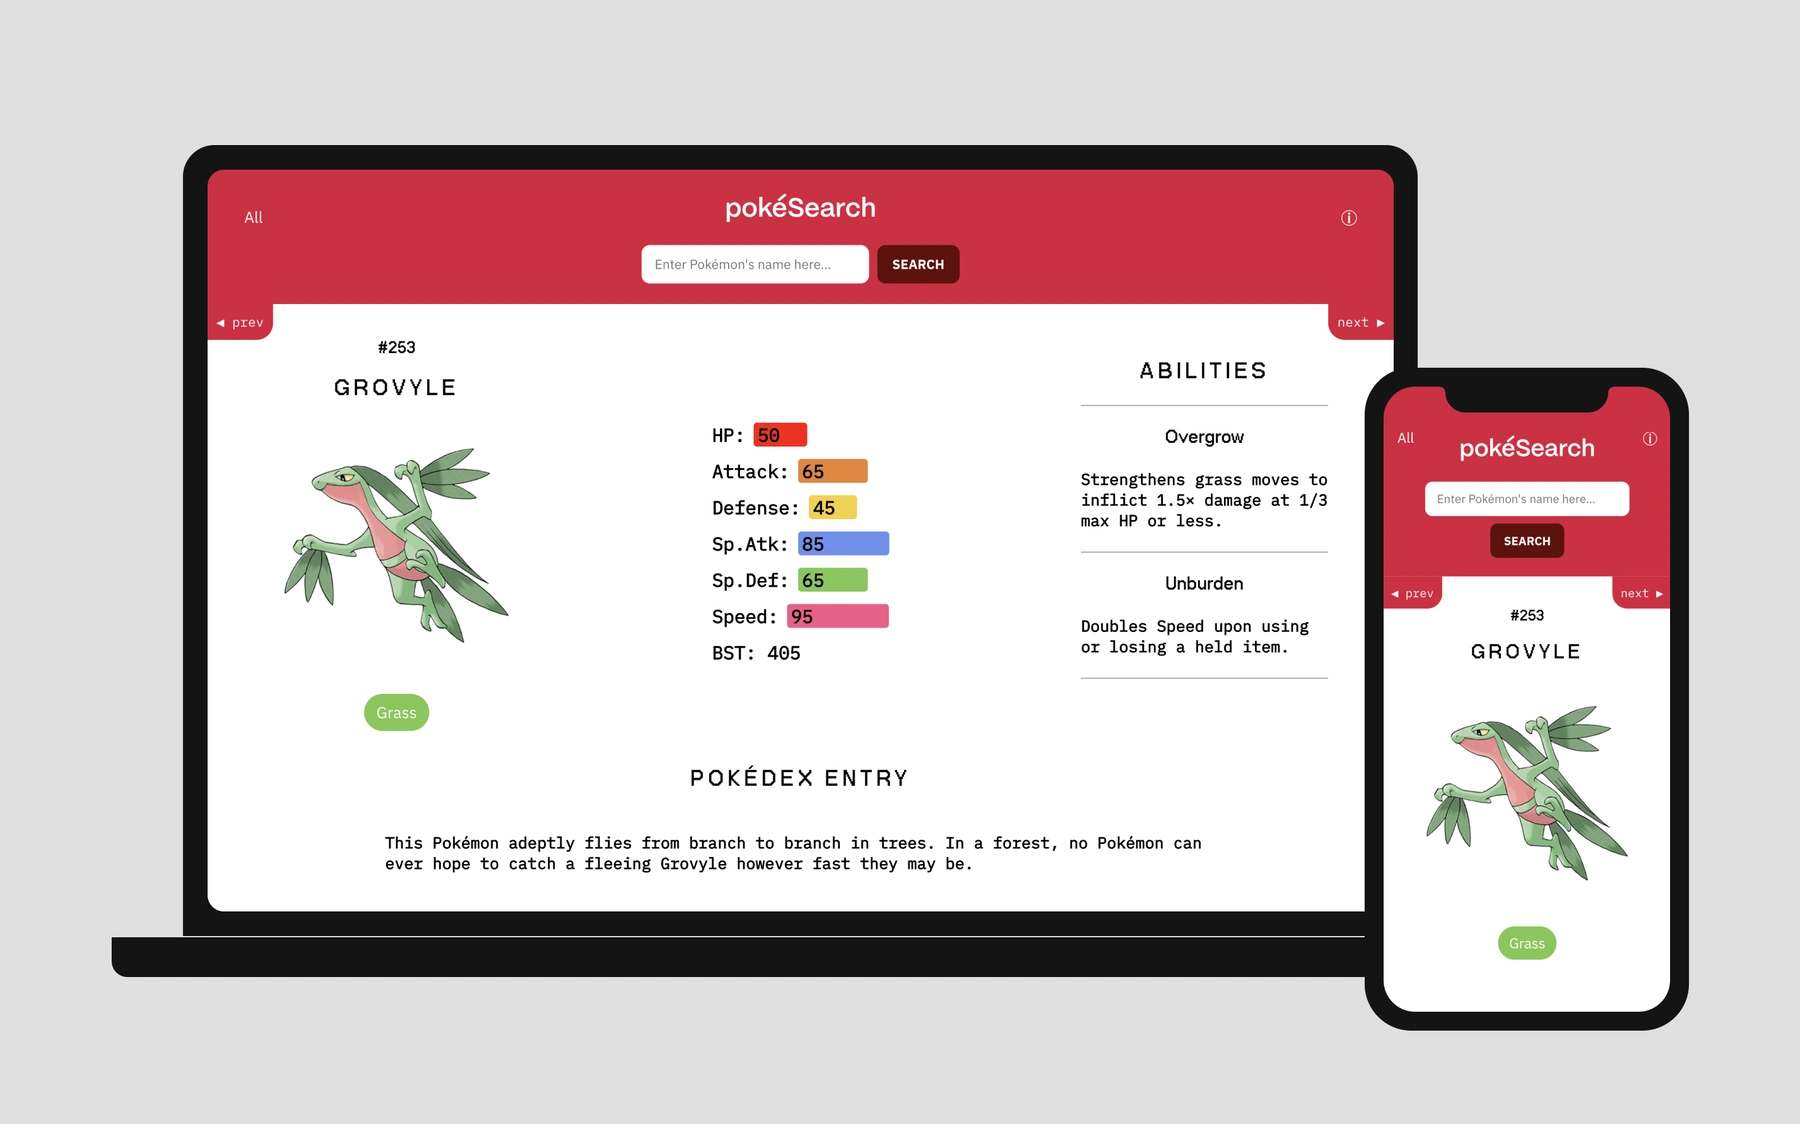 All
pokéSearch
ⓘ
Enter Pokémon's name here...
SEARCH
◀ prev
next ▶
#253
GROVYLE
Grass
HP: 50
Attack: 65
Defense: 45
Sp.Atk: 85
Sp.Def: 65
Speed: 95
BST: 405
ABILITIES
Overgrow
Strengthens grass moves to
inflict 1.5× damage at 1/3
max HP or less.
Unburden
Doubles Speed upon using
or losing a held item.
POKÉDEX ENTRY
This Pokémon adeptly flies from branch to branch in trees. In a forest, no Pokémon can
ever hope to catch a fleeing Grovyle however fast they may be.
All
pokéSearch
ⓘ
Enter Pokémon's name here...
SEARCH
◀ prev
next ▶
#253
GROVYLE
Grass